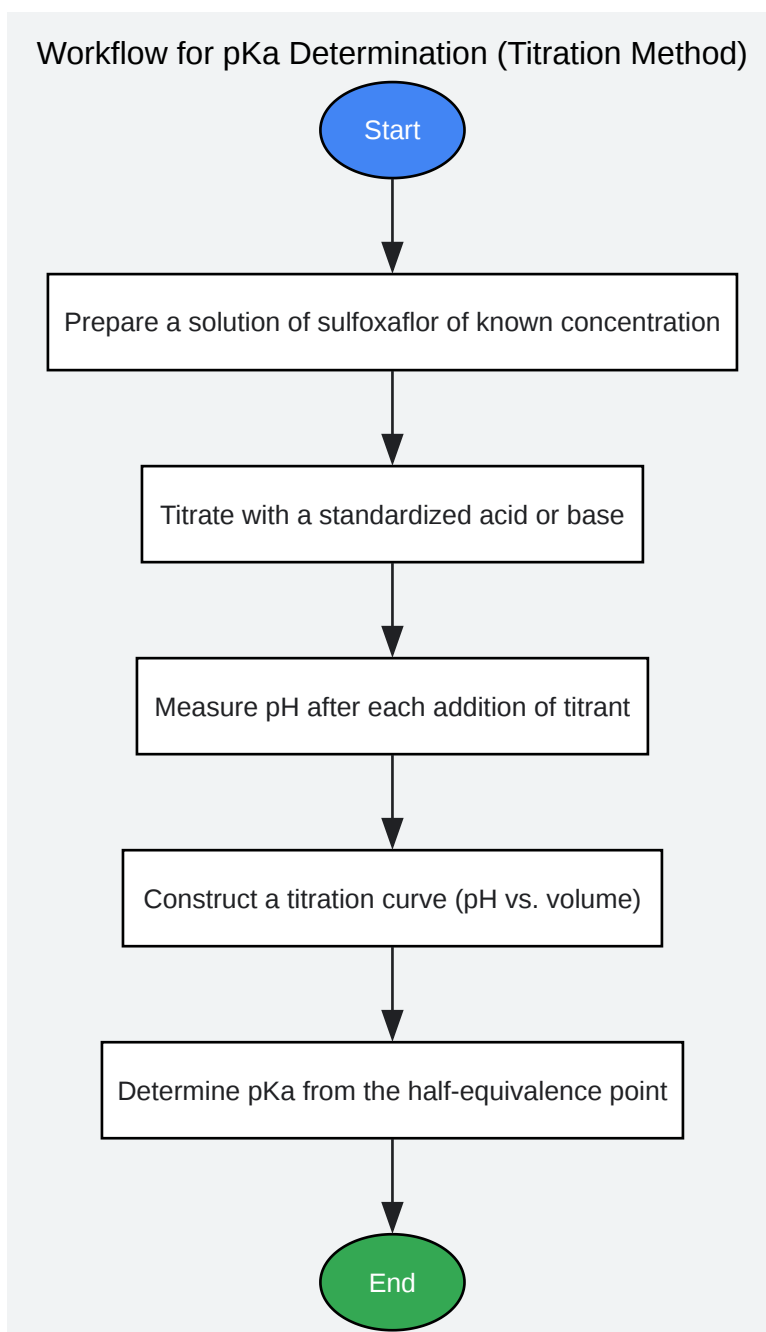 Workflow for pKa Determination (Titration Method)
Start
Prepare a solution of sulfoxaflor of known concentration
Titrate with a standardized acid or base
Measure pH after each addition of titrant
Construct a titration curve (pH vs. volume)
Determine pKa from the half-equivalence point
End